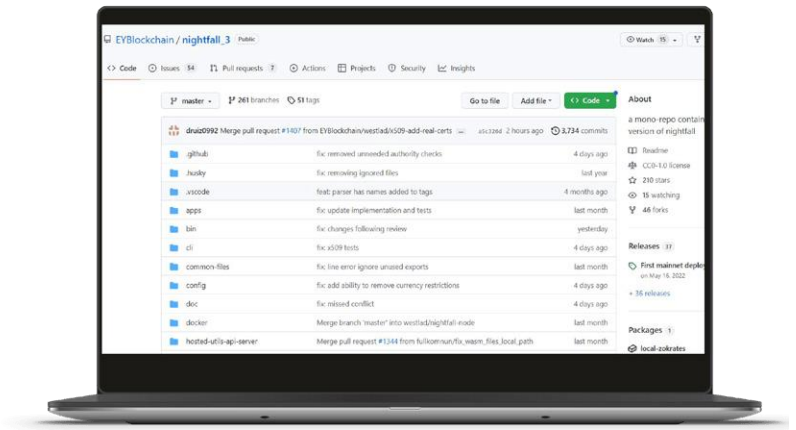 EYBlockchain / nightfall_3 Public
Watch 15
Code Issues 54 Pull requests 7 Actions Projects Security Insights
master 261 branches 51 tags Go to file Add file Code
druiz0992 Merge pull request #1407 from EYBlockchain/westlad/x509-add-real-certs ... 2 hours ago 3,734 commits
.github fix: removed unneeded authority checks 4 days ago
.husky fix: removing ignored files last year
.vscode feat: parser has names added to tags 4 months ago
apps fix: update implementation and tests last month
bin fix: changes following review yesterday
cli fix: x509 tests 4 days ago
common-files fix: line error ignore unused exports last month
config fix: add ability to remove currency restrictions 4 days ago
doc fix: missed conflict 4 days ago
docker Merge branch 'master' into westlad/nightfall-node last month
hosted-utils-api-server Merge pull request #1344 from fullkomnun/fix_wasm_files_local_path last month
About
a mono-repo contain
version of nightfall
Readme
CC0-1.0 license
210 stars
15 watching
46 forks
Releases 37
First mainnet deplo
on May 16, 2022
+ 36 releases
Packages 1
local-zokrates